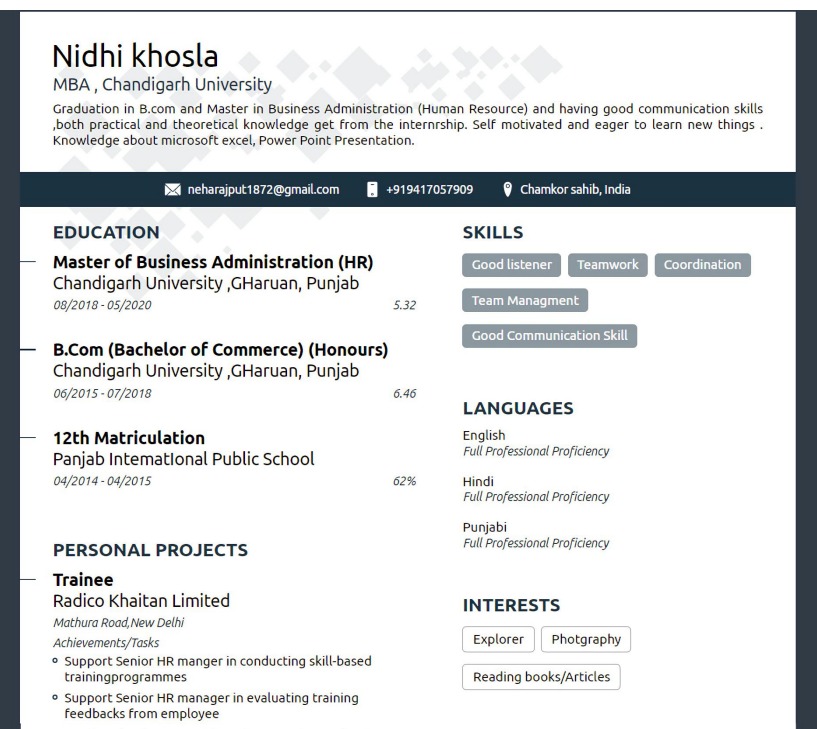 Nidhi khosla
MBA , Chandigarh University
Graduation in B.com and Master in Business Administration (Human Resource) and having good communication skills
,both practical and theoretical knowledge get from the internrship. Self motivated and eager to learn new things .
Knowledge about microsoft excel, Power Point Presentation.
neharajput1872@gmail.com
+919417057909
Chamkor sahib, India
EDUCATION
Master of Business Administration (HR)
Chandigarh University ,GHaruan, Punjab
08/2018 - 05/2020
5.32
B.Com (Bachelor of Commerce) (Honours)
Chandigarh University ,GHaruan, Punjab
06/2015 - 07/2018
6.46
12th Matriculation
Panjab IntematIonal Public School
04/2014 - 04/2015
62%
PERSONAL PROJECTS
Trainee
Radico Khaitan Limited
Mathura Road,New Delhi
Achievements/Tasks
Support Senior HR manger in conducting skill-based
trainingprogrammes
Support Senior HR manager in evaluating training
feedbacks from employee
SKILLS
Good listener
Teamwork
Coordination
Team Managment
Good Communication Skill
LANGUAGES
English
Full Professional Proficiency
Hindi
Full Professional Proficiency
Punjabi
Full Professional Proficiency
INTERESTS
Explorer
Photgraphy
Reading books/Articles